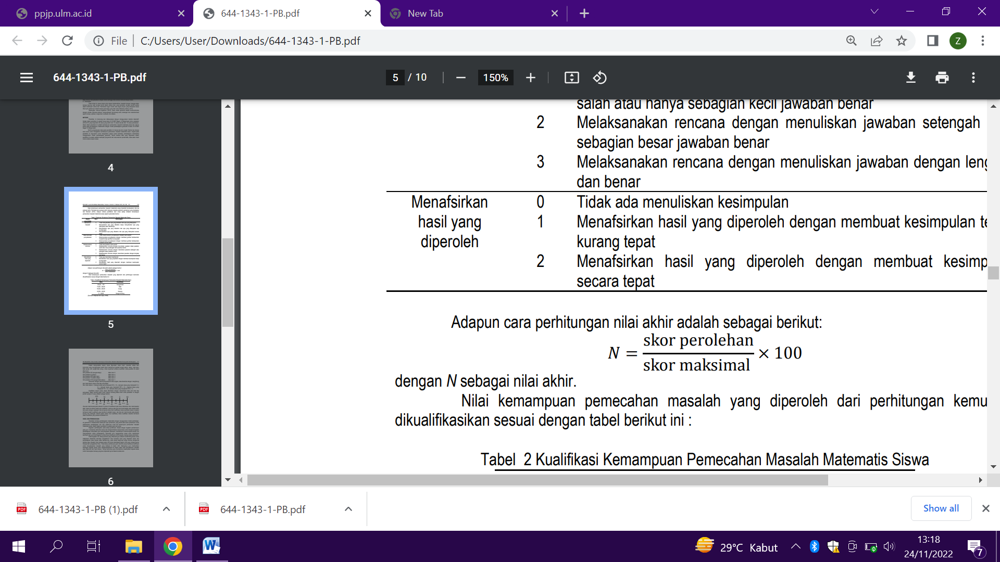 ppjp.ulm.ac.id
644-1343-1-PB.pdf
New Tab
File
C:/Users/User/Downloads/644-1343-1-PB.pdf
Z
644-1343-1-PB.pdf
5 / 10
150%
4
5
6
salah atau hanya sebagian kecil jawaban benar
2 Melaksanakan rencana dengan menuliskan jawaban setengah
sebagian besar jawaban benar
3 Melaksanakan rencana dengan menuliskan jawaban dengan leng
dan benar
Menafsirkan 0 Tidak ada menuliskan kesimpulan
hasil yang 1 Menafsirkan hasil yang diperoleh dengan membuat kesimpulan te
diperoleh kurang tepat
2 Menafsirkan hasil yang diperoleh dengan membuat kesimp
secara tepat
Adapun cara perhitungan nilai akhir adalah sebagai berikut:
N = skor perolehan / skor maksimal × 100
dengan N sebagai nilai akhir.
Nilai kemampuan pemecahan masalah yang diperoleh dari perhitungan kemu
dikualifikasikan sesuai dengan tabel berikut ini :
Tabel 2 Kualifikasi Kemampuan Pemecahan Masalah Matematis Siswa
PDF 644-1343-1-PB (1).pdf
PDF 644-1343-1-PB.pdf
Show all
W
29°C Kabut
13:18
24/11/2022
7